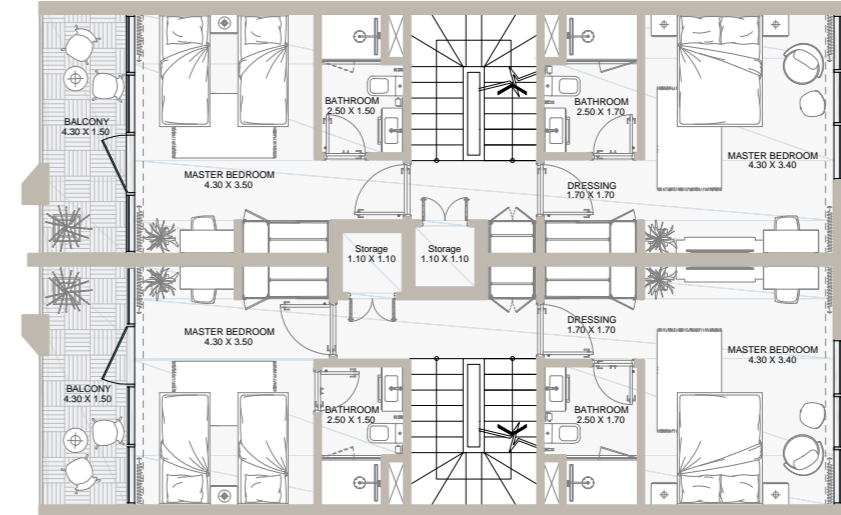 BALCONY
4.30 X 1.50
BATHROOM
2.50 X 1.50
BATHROOM
2.50 X 1.70
MASTER BEDROOM
4.30 X 3.50
DRESSING
1.70 X 1.70
MASTER BEDROOM
4.30 X 3.40
Storage
1.10 X 1.10
Storage
1.10 X 1.10
MASTER BEDROOM
4.30 X 3.50
DRESSING
1.70 X 1.70
MASTER BEDROOM
4.30 X 3.40
BALCONY
4.30 X 1.50
BATHROOM
2.50 X 1.50
BATHROOM
2.50 X 1.70